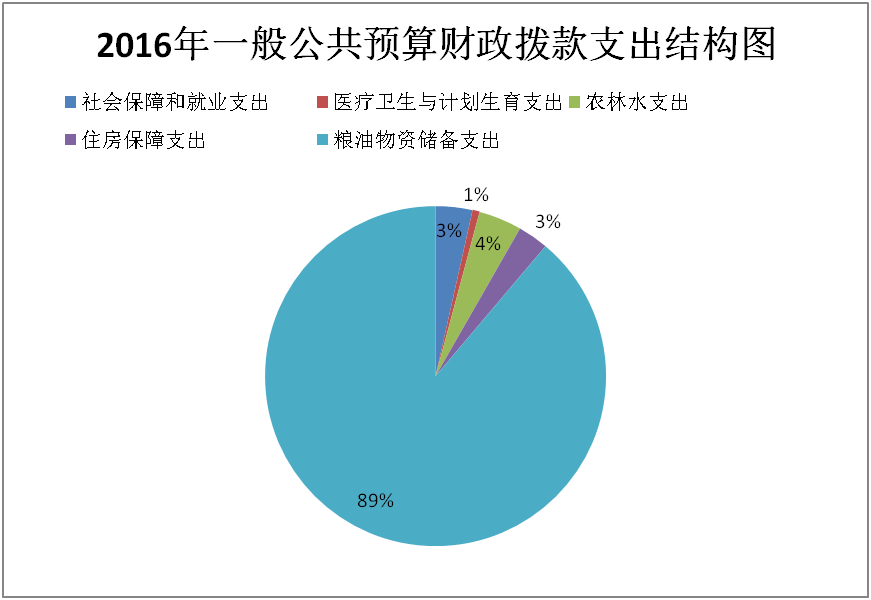 2016年一般公共预算财政拨款支出结构图
社会保障和就业支出 医疗卫生与计划生育支出 农林水支出
住房保障支出 粮油物资储备支出
1%
3%
3%
4%
89%